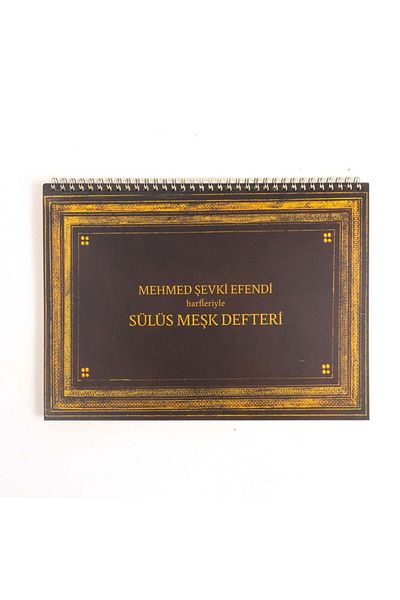 MEHMED ŞEVKİ EFENDİ
harfleriyle
SÜLÜS MEŞK DEFTERİ